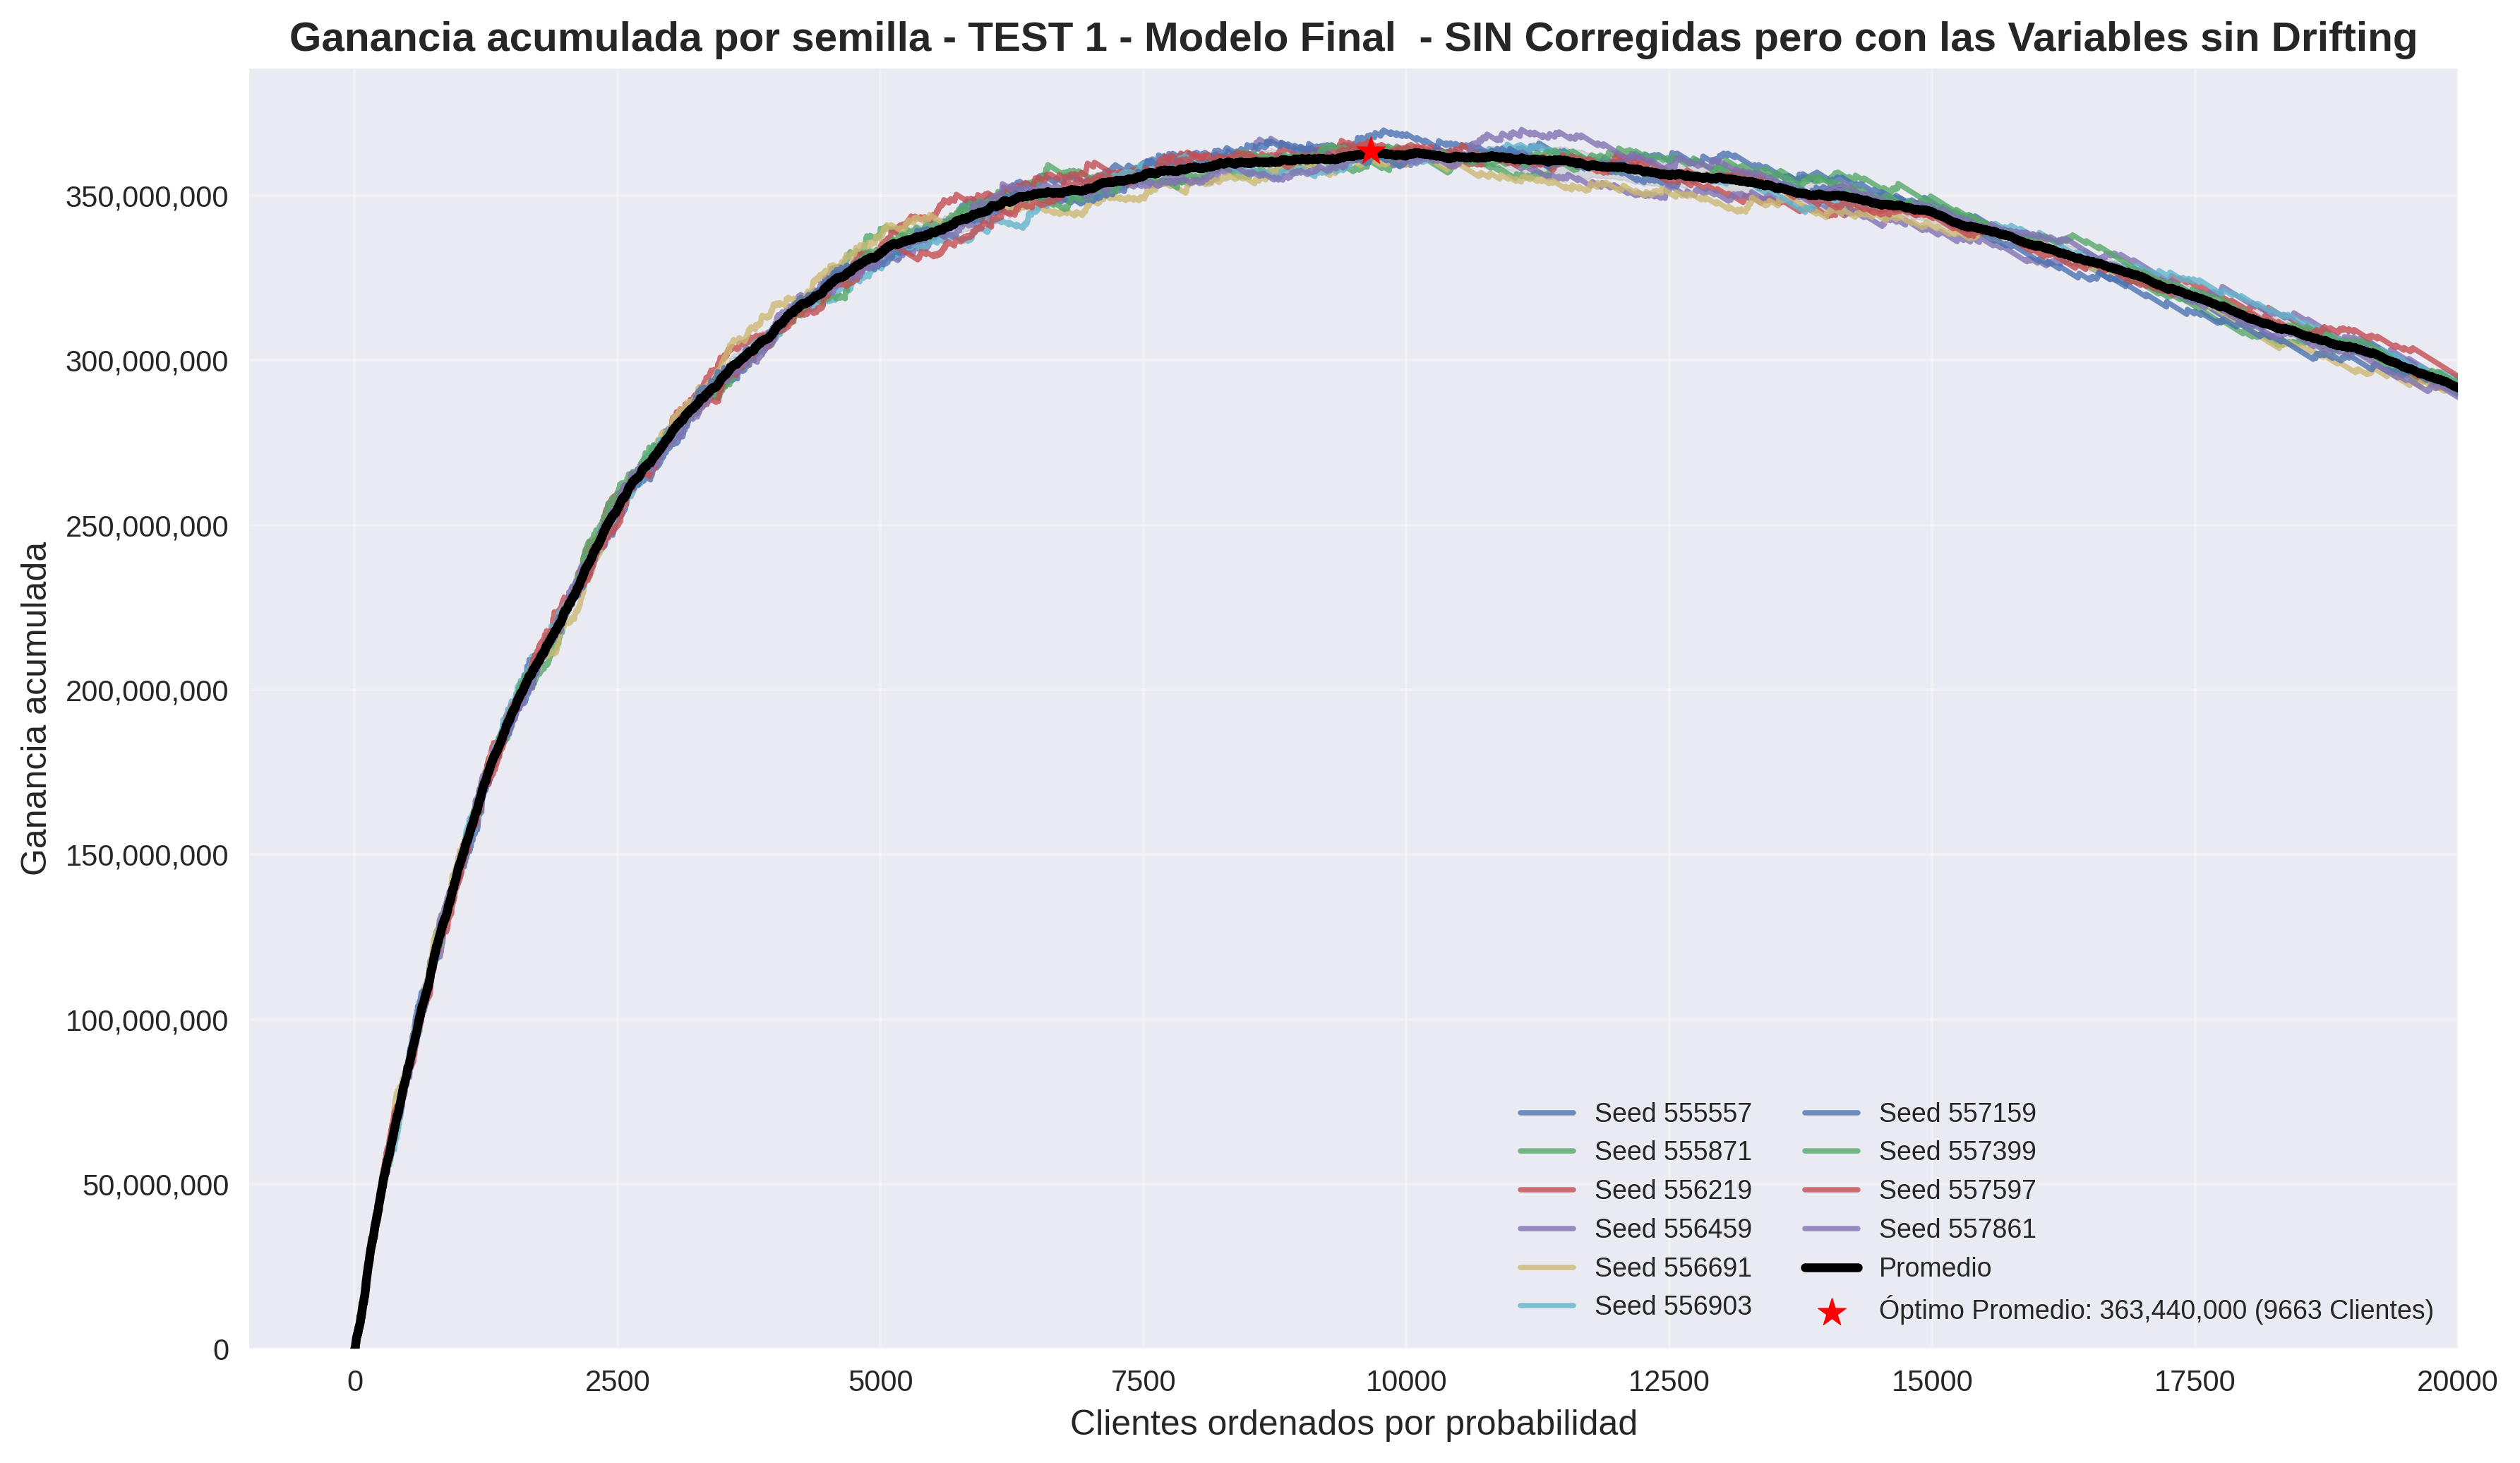 Ganancia acumulada por semilla - TEST 1 - Modelo Final  - SIN Corregidas pero con las Variables sin Drifting
Ganancia acumulada
350,000,000
300,000,000
250,000,000
200,000,000
150,000,000
100,000,000
50,000,000
0
0
2500
5000
7500
10000
12500
15000
17500
20000
Clientes ordenados por probabilidad
Seed 555557
Seed 555871
Seed 556219
Seed 556459
Seed 556691
Seed 556903
Seed 557159
Seed 557399
Seed 557597
Seed 557861
Promedio
Óptimo Promedio: 363,440,000 (9663 Clientes)